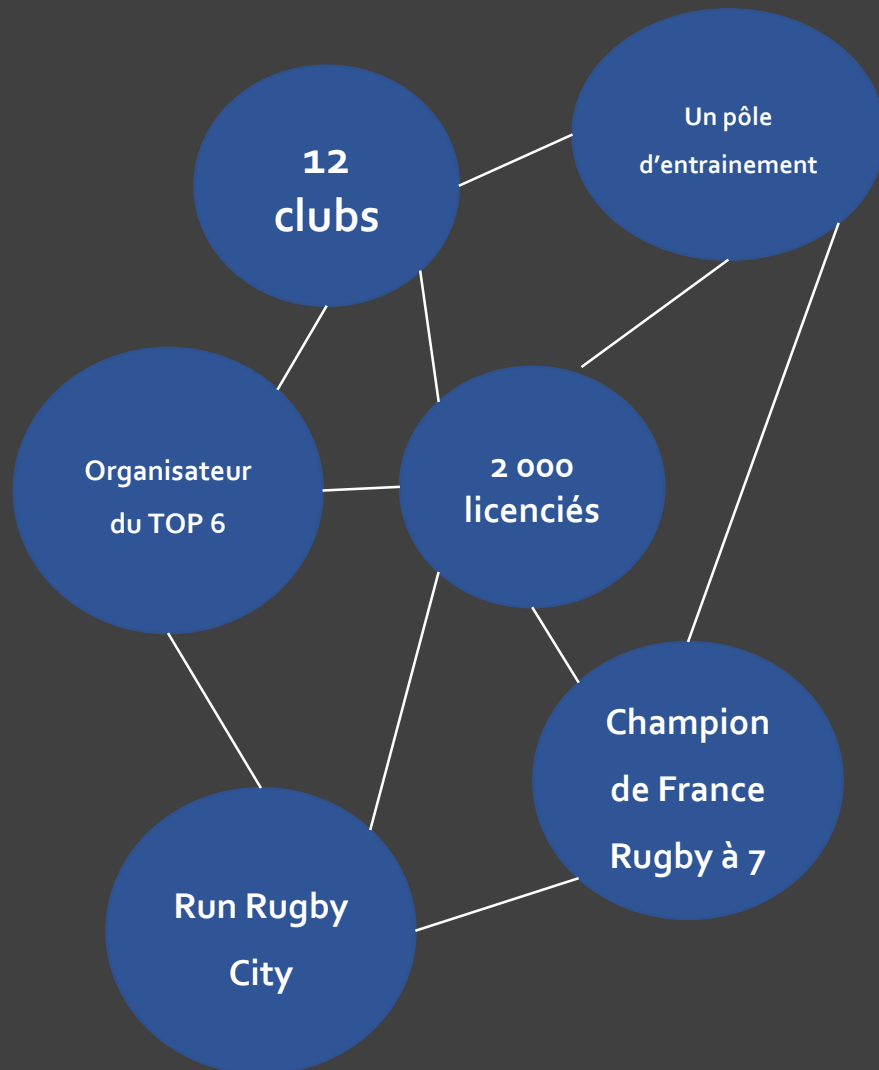 12
clubs
Un pôle
d’entrainement
Organisateur
du TOP 6
2 000
licenciés
Champion
de France
Rugby à 7
Run Rugby
City